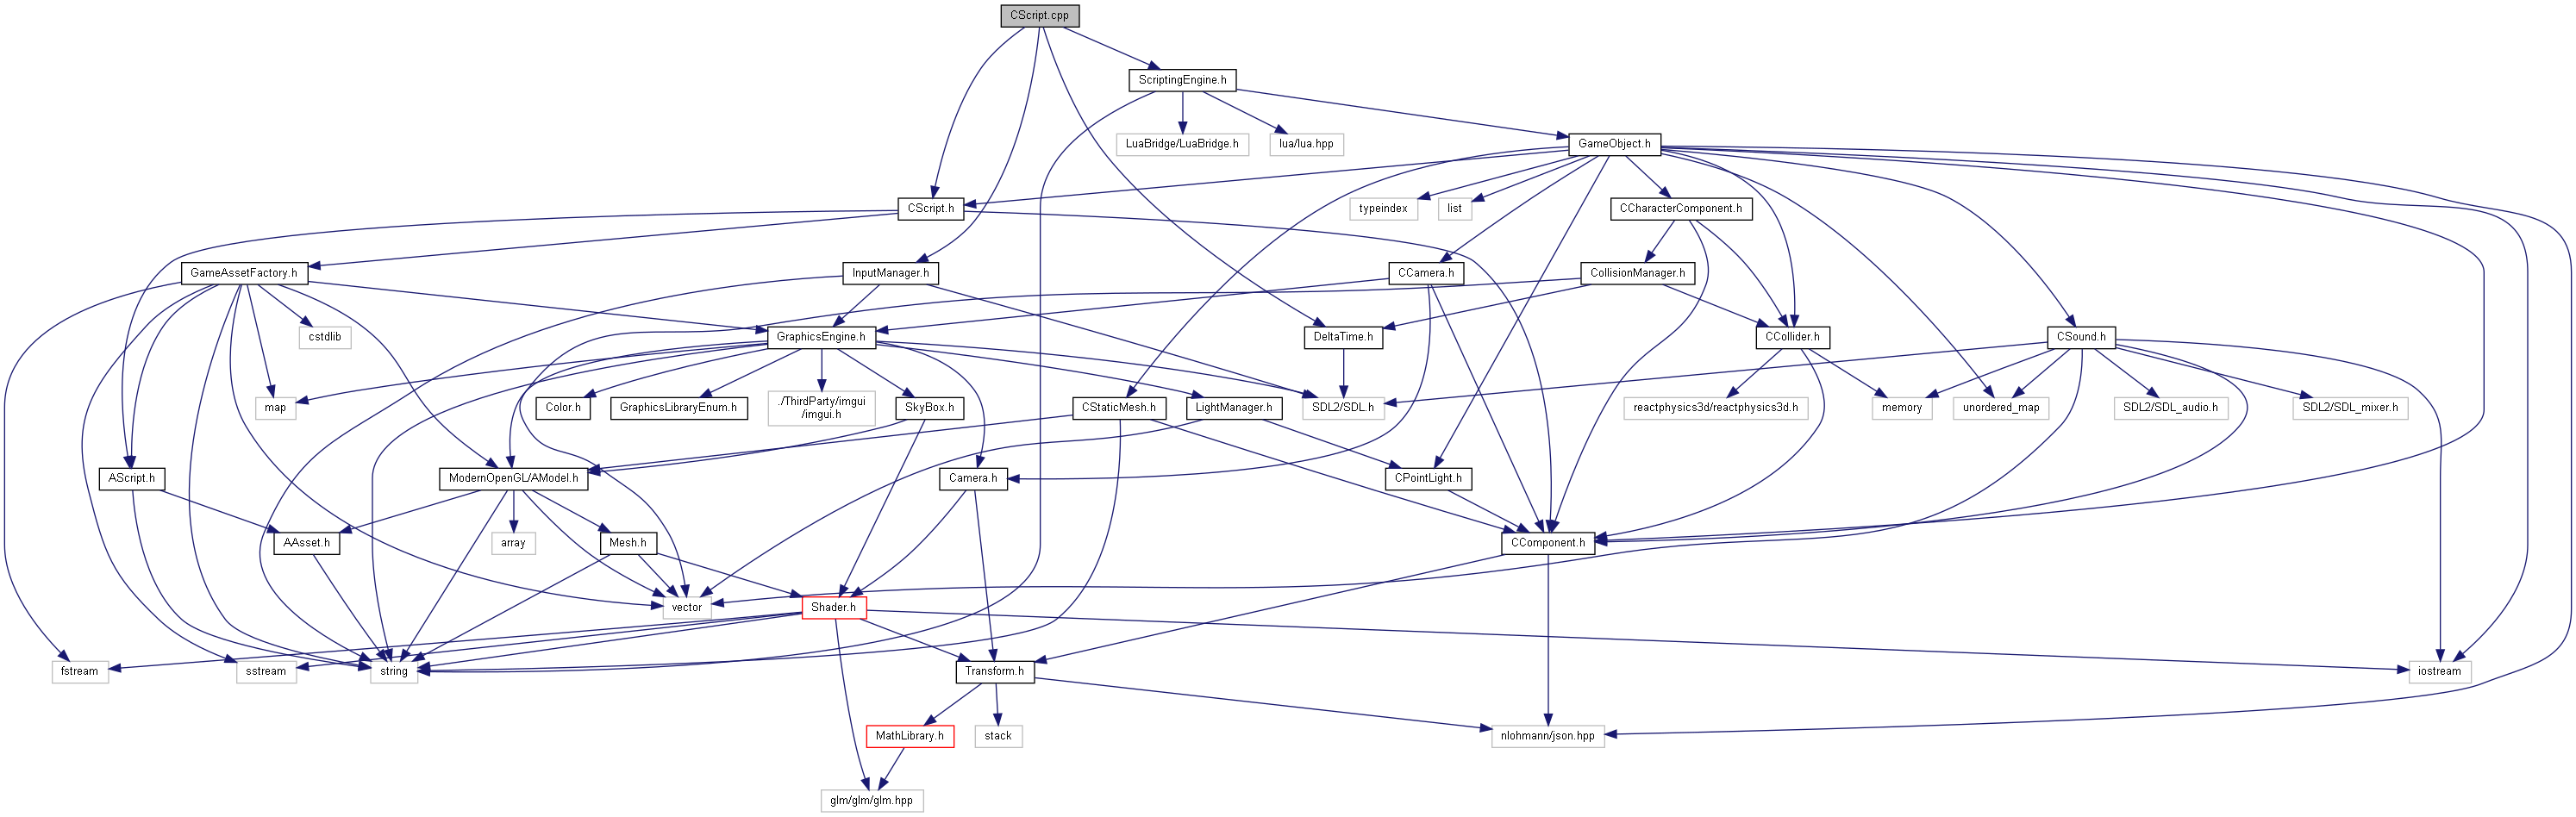 CScript.cpp
ScriptingEngine.h
LuaBridge/LuaBridge.h
lua/lua.hpp
GameObject.h
CScript.h
typeindex
list
CCharacterComponent.h
GameAssetFactory.h
InputManager.h
CCamera.h
CollisionManager.h
cstdlib
GraphicsEngine.h
DeltaTime.h
CCollider.h
CSound.h
map
Color.h
GraphicsLibraryEnum.h
./ThirdParty/imgui
/imgui.h
SkyBox.h
CStaticMesh.h
LightManager.h
SDL2/SDL.h
reactphysics3d/reactphysics3d.h
memory
unordered_map
SDL2/SDL_audio.h
SDL2/SDL_mixer.h
AScript.h
ModernOpenGL/AModel.h
Camera.h
CPointLight.h
AAsset.h
array
Mesh.h
CComponent.h
vector
Shader.h
fstream
sstream
string
Transform.h
iostream
MathLibrary.h
stack
nlohmann/json.hpp
glm/glm/glm.hpp